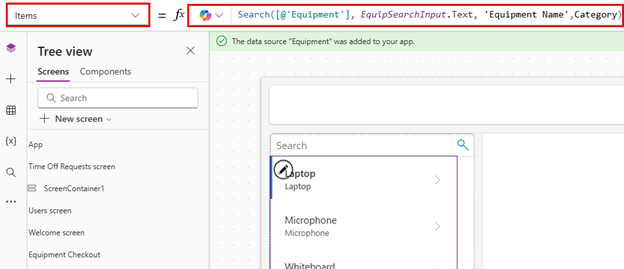 Items
= fx Search([@'Equipment'], EquipSearchInput.Text, 'Equipment Name',Category)
The data source "Equipment" was added to your app.
Tree view
Screens Components
Search
New screen
App
Time Off Requests screen
ScreenContainer1
Users screen
Welcome screen
Equipment Checkout
{x}
Search
Laptop
Laptop
Microphone
Microphone
Whiteboard